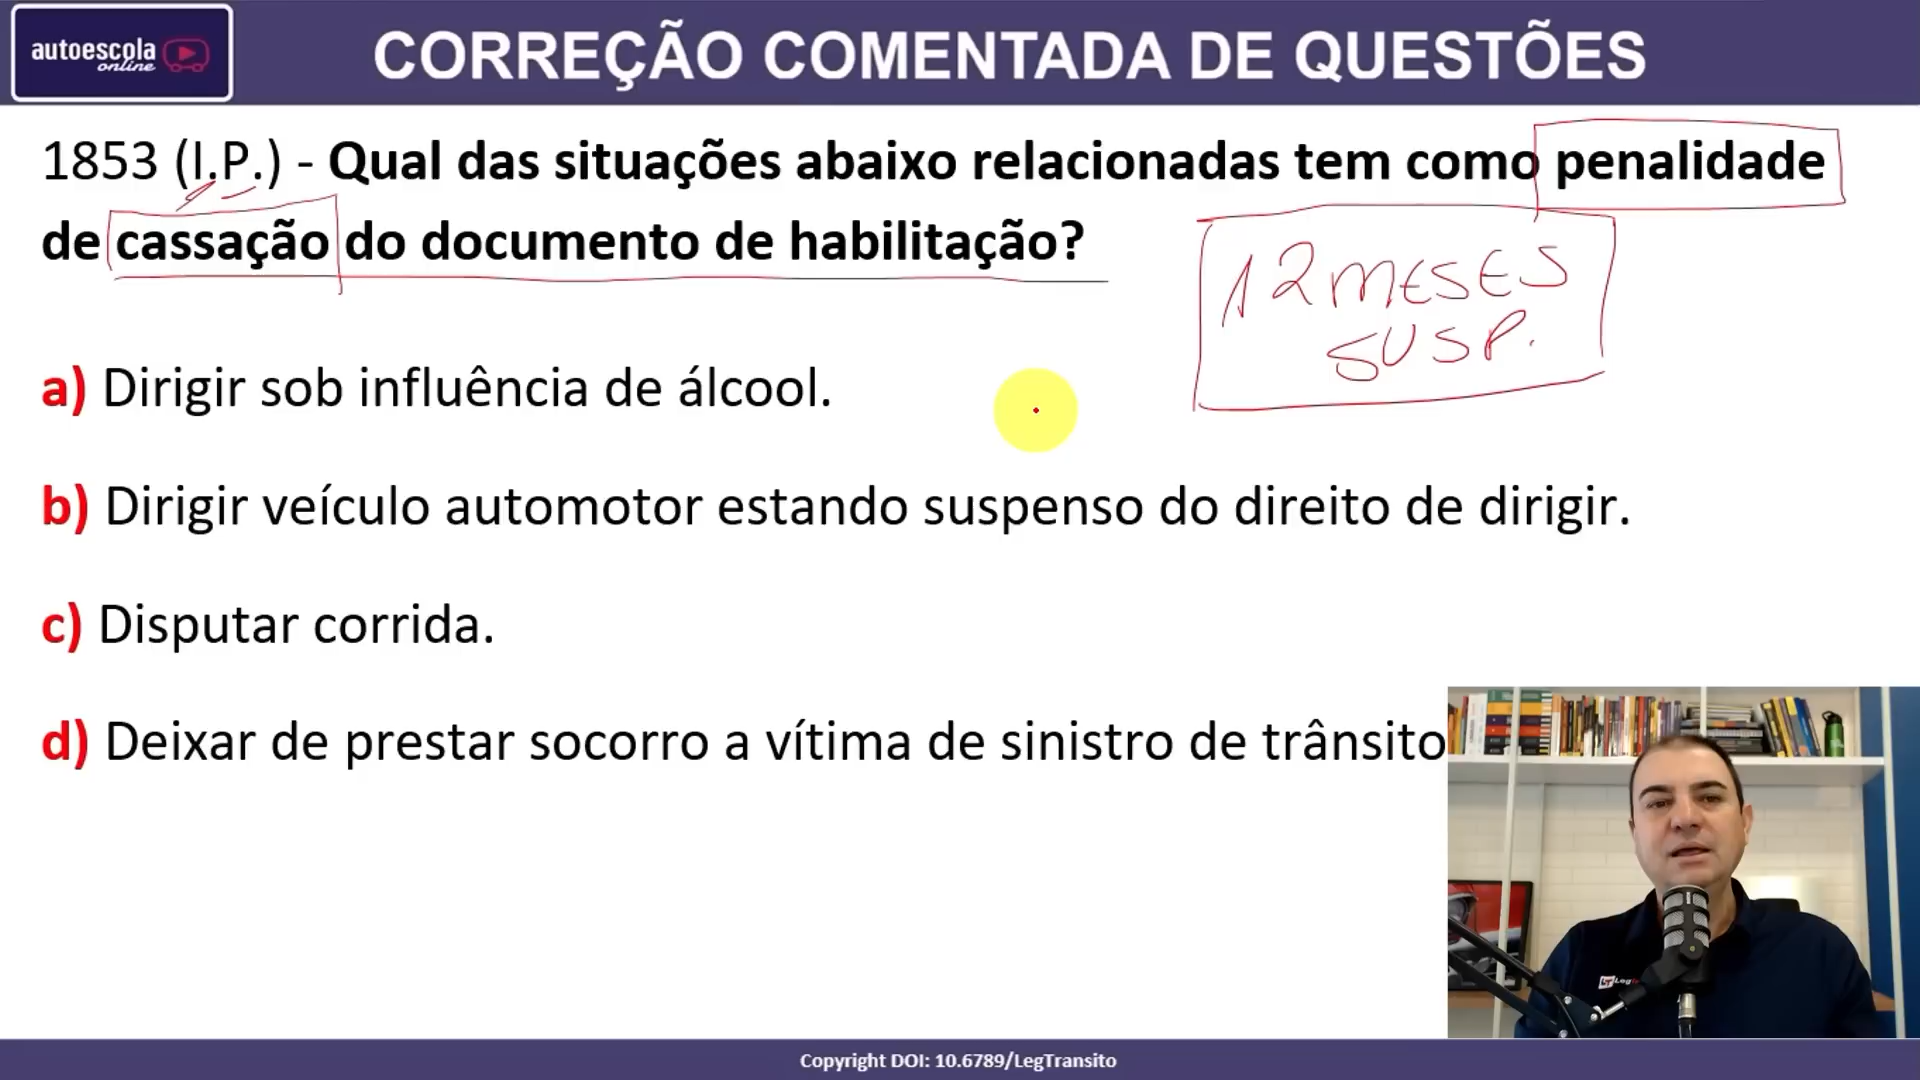 autoescola
online
CORREÇÃO COMENTADA DE QUESTÕES
1853 (I.P.) - Qual das situações abaixo relacionadas tem como penalidade
de cassação do documento de habilitação?
12 MESES
SUSP.
a) Dirigir sob influência de álcool.
b) Dirigir veículo automotor estando suspenso do direito de dirigir.
c) Disputar corrida.
d) Deixar de prestar socorro a vítima de sinistro de trânsito
Copyright DOI: 10.6789/LegTransito